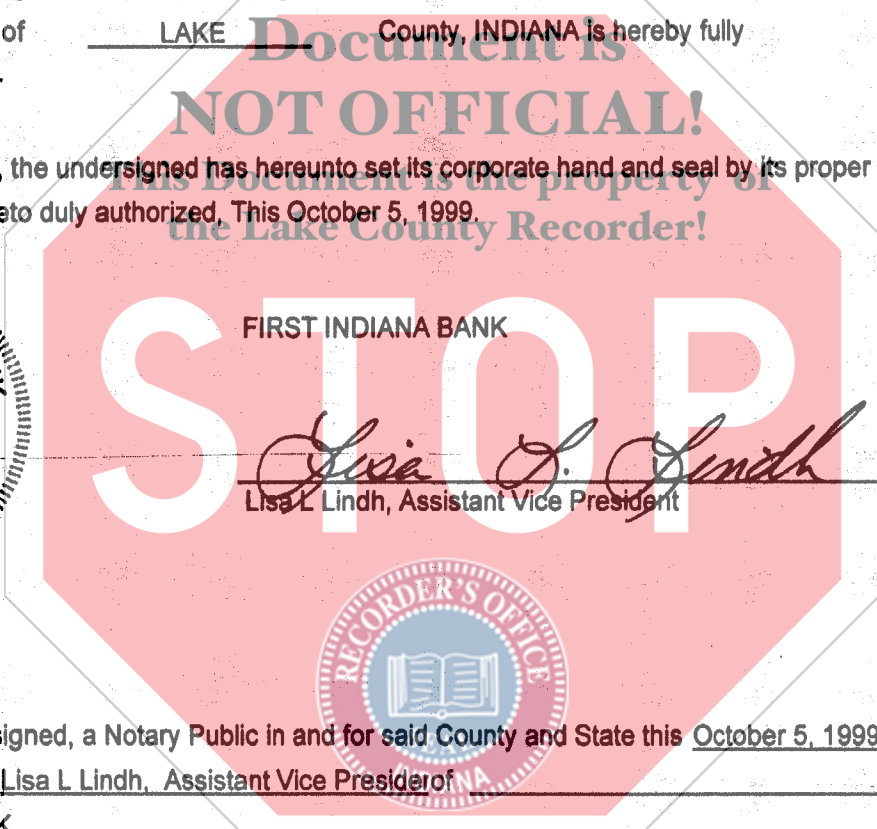 of LAKE County, INDIANA is hereby fully
Document is
NOT OFFICIAL!
, the undersigned has hereunto set its corporate hand and seal by its proper
This Document is the property of
eto duly authorized, This October 5, 1999.
the Lake County Recorder!
FIRST INDIANA BANK
STOP
Lisa L. Lindh
Lisa L Lindh, Assistant Vice President
RECORDER'S OFFICE
signed, a Notary Public in and for said County and State this October 5, 1999
Lisa L Lindh, Assistant Vice Presiderof
INDIANA
K